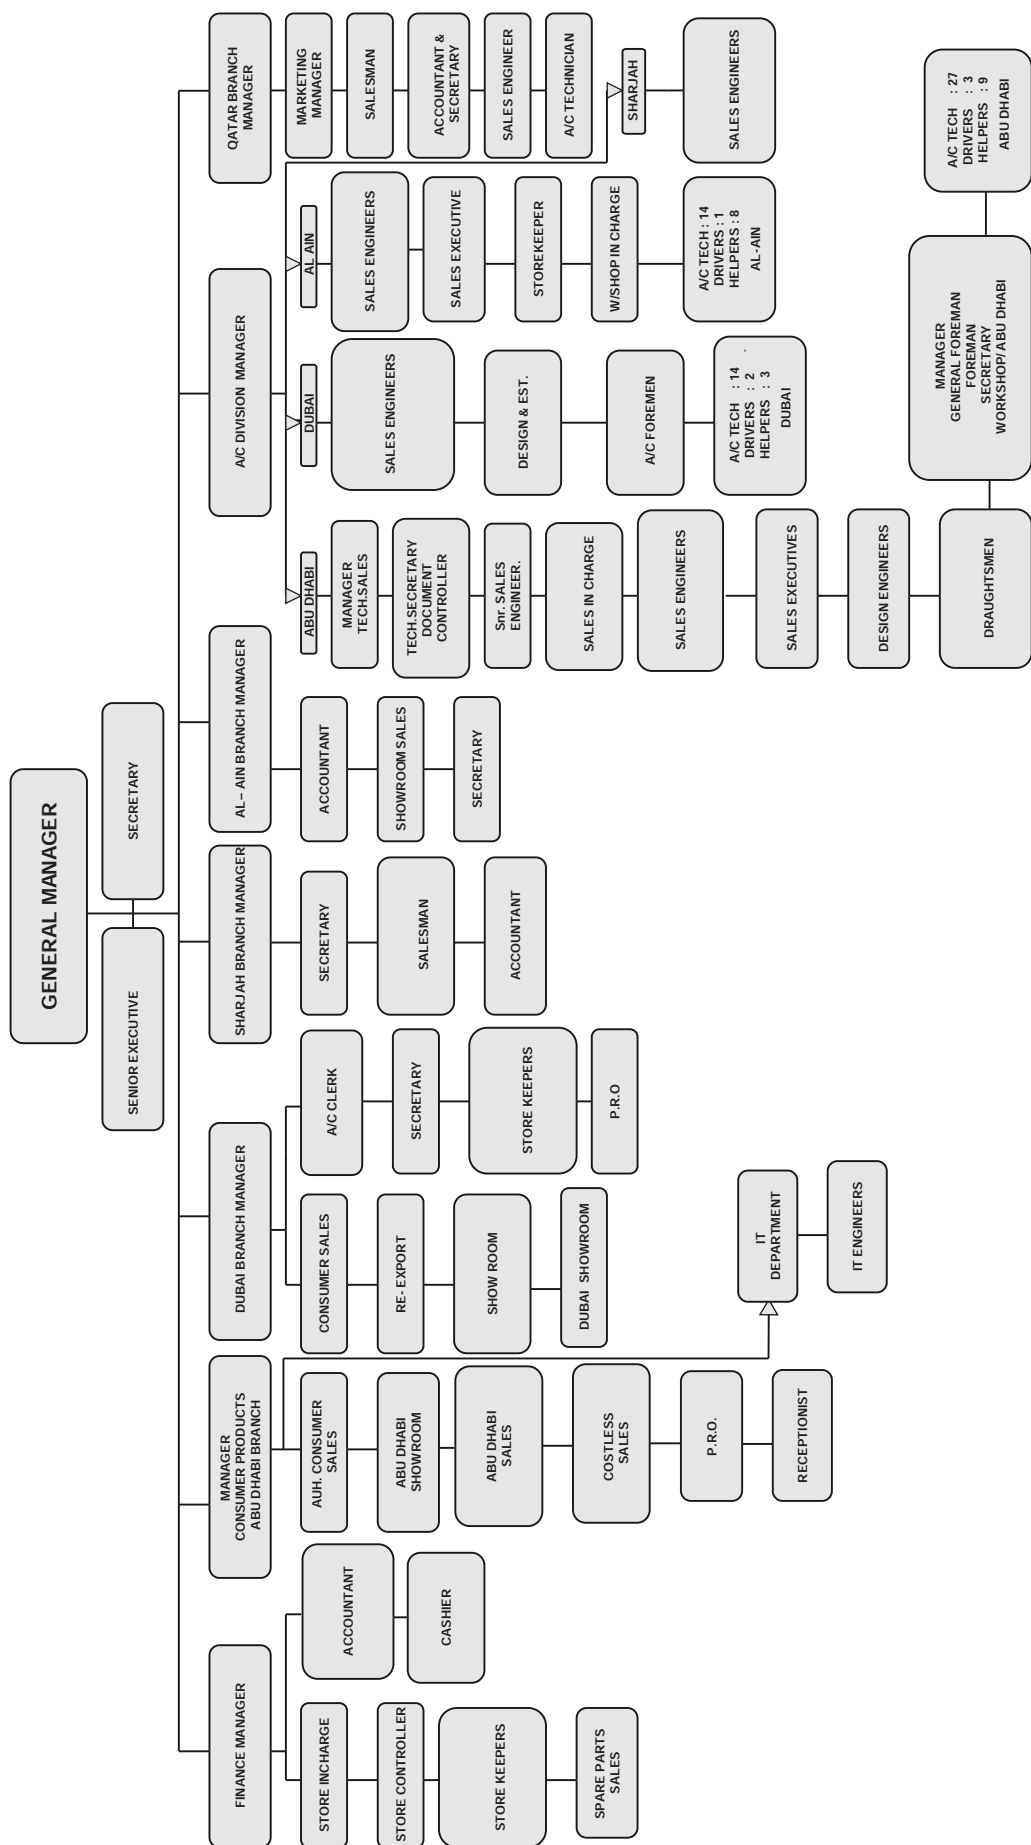 GENERAL MANAGER
SENIOR EXECUTIVE
SECRETARY
FINANCE MANAGER
STORE INCHARGE
STORE CONTROLLER
STORE KEEPERS
SPARE PARTS
SALES
ACCOUNTANT
CASHIER
MANAGER
CONSUMER PRODUCTS
ABU DHABI BRANCH
AUH. CONSUMER
SALES
ABU DHABI
SHOWROOM
ABU DHABI
SALES
COSTLESS
SALES
P.R.O.
RECEPTIONIST
IT
DEPARTMENT
IT ENGINEERS
DUBAI BRANCH MANAGER
CONSUMER SALES
RE- EXPORT
SHOW ROOM
DUBAI SHOWROOM
A/C CLERK
SECRETARY
STORE KEEPERS
P.R.O
SHARJAH BRANCH MANAGER
SECRETARY
SALESMAN
ACCOUNTANT
AL– AIN BRANCH MANAGER
ACCOUNTANT
SHOWROOM SALES
SECRETARY
A/C DIVISION MANAGER
ABU DHABI
MANAGER
TECH.SALES
TECH.SECRETARY
DOCUMENT
CONTROLLER
Snr. SALES
ENGINEER.
SALES IN CHARGE
SALES ENGINEERS
SALES EXECUTIVES
DESIGN ENGINEERS
DRAUGHTSMEN
MANAGER
GENERAL FOREMAN
FOREMAN
SECRETARY
WORKSHOP/ABU DHABI
A/C TECH : 27
DRIVERS : 3
HELPERS : 9
ABU DHABI
DUBAI
SALES ENGINEERS
DESIGN & EST.
A/C FOREMEN
A/C TECH : 14 .
DRIVERS : 2
HELPERS : 3
DUBAI
AL AIN
SALES ENGINEERS
SALES EXECUTIVE
STOREKEEPER
W/SHOP IN CHARGE
A/C TECH : 14
DRIVERS : 1
HELPERS : 8
AL-AIN
SHARJAH
SALES ENGINEERS
QATAR BRANCH
MANAGER
MARKETING
MANAGER
SALESMAN
ACCOUNTANT &
SECRETARY
SALES ENGINEER
A/C TECHNICIAN